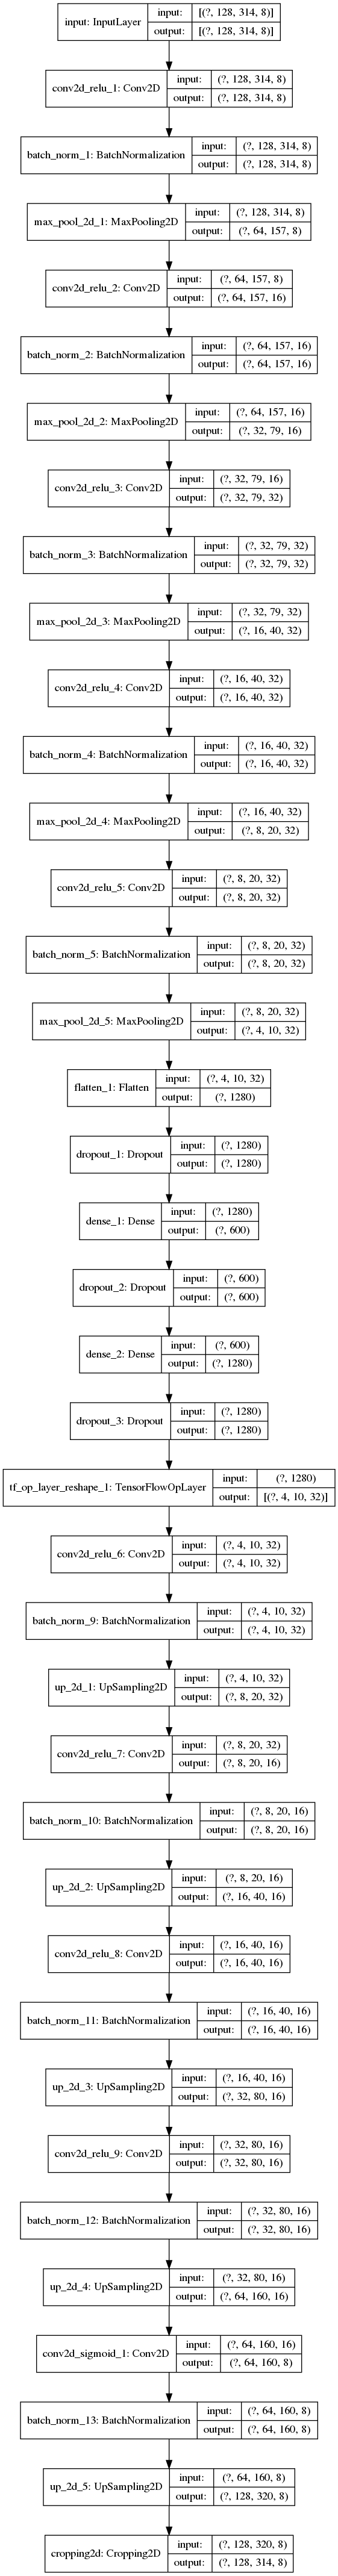 input: InputLayer
input: [(?, 128, 314, 8)]
output: [(?, 128, 314, 8)]
conv2d_relu_1: Conv2D
input: (?, 128, 314, 8)
output: (?, 128, 314, 8)
batch_norm_1: BatchNormalization
input: (?, 128, 314, 8)
output: (?, 128, 314, 8)
max_pool_2d_1: MaxPooling2D
input: (?, 128, 314, 8)
output: (?, 64, 157, 8)
conv2d_relu_2: Conv2D
input: (?, 64, 157, 8)
output: (?, 64, 157, 16)
batch_norm_2: BatchNormalization
input: (?, 64, 157, 16)
output: (?, 64, 157, 16)
max_pool_2d_2: MaxPooling2D
input: (?, 64, 157, 16)
output: (?, 32, 79, 16)
conv2d_relu_3: Conv2D
input: (?, 32, 79, 16)
output: (?, 32, 79, 32)
batch_norm_3: BatchNormalization
input: (?, 32, 79, 32)
output: (?, 32, 79, 32)
max_pool_2d_3: MaxPooling2D
input: (?, 32, 79, 32)
output: (?, 16, 40, 32)
conv2d_relu_4: Conv2D
input: (?, 16, 40, 32)
output: (?, 16, 40, 32)
batch_norm_4: BatchNormalization
input: (?, 16, 40, 32)
output: (?, 16, 40, 32)
max_pool_2d_4: MaxPooling2D
input: (?, 16, 40, 32)
output: (?, 8, 20, 32)
conv2d_relu_5: Conv2D
input: (?, 8, 20, 32)
output: (?, 8, 20, 32)
batch_norm_5: BatchNormalization
input: (?, 8, 20, 32)
output: (?, 8, 20, 32)
max_pool_2d_5: MaxPooling2D
input: (?, 8, 20, 32)
output: (?, 4, 10, 32)
flatten_1: Flatten
input: (?, 4, 10, 32)
output: (?, 1280)
dropout_1: Dropout
input: (?, 1280)
output: (?, 1280)
dense_1: Dense
input: (?, 1280)
output: (?, 600)
dropout_2: Dropout
input: (?, 600)
output: (?, 600)
dense_2: Dense
input: (?, 600)
output: (?, 1280)
dropout_3: Dropout
input: (?, 1280)
output: (?, 1280)
tf_op_layer_reshape_1: TensorFlowOpLayer
input: (?, 1280)
output: [(?, 4, 10, 32)]
conv2d_relu_6: Conv2D
input: (?, 4, 10, 32)
output: (?, 4, 10, 32)
batch_norm_9: BatchNormalization
input: (?, 4, 10, 32)
output: (?, 4, 10, 32)
up_2d_1: UpSampling2D
input: (?, 4, 10, 32)
output: (?, 8, 20, 32)
conv2d_relu_7: Conv2D
input: (?, 8, 20, 32)
output: (?, 8, 20, 16)
batch_norm_10: BatchNormalization
input: (?, 8, 20, 16)
output: (?, 8, 20, 16)
up_2d_2: UpSampling2D
input: (?, 8, 20, 16)
output: (?, 16, 40, 16)
conv2d_relu_8: Conv2D
input: (?, 16, 40, 16)
output: (?, 16, 40, 16)
batch_norm_11: BatchNormalization
input: (?, 16, 40, 16)
output: (?, 16, 40, 16)
up_2d_3: UpSampling2D
input: (?, 16, 40, 16)
output: (?, 32, 80, 16)
conv2d_relu_9: Conv2D
input: (?, 32, 80, 16)
output: (?, 32, 80, 16)
batch_norm_12: BatchNormalization
input: (?, 32, 80, 16)
output: (?, 32, 80, 16)
up_2d_4: UpSampling2D
input: (?, 32, 80, 16)
output: (?, 64, 160, 16)
conv2d_sigmoid_1: Conv2D
input: (?, 64, 160, 16)
output: (?, 64, 160, 8)
batch_norm_13: BatchNormalization
input: (?, 64, 160, 8)
output: (?, 64, 160, 8)
up_2d_5: UpSampling2D
input: (?, 64, 160, 8)
output: (?, 128, 320, 8)
cropping2d: Cropping2D
input: (?, 128, 320, 8)
output: (?, 128, 314, 8)